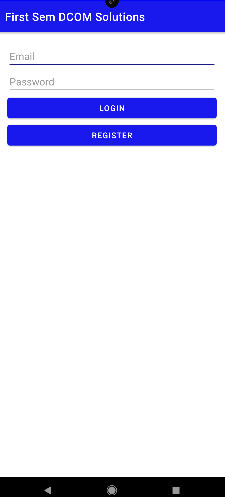 First Sem DCOM Solutions
Email
Password
LOGIN
REGISTER